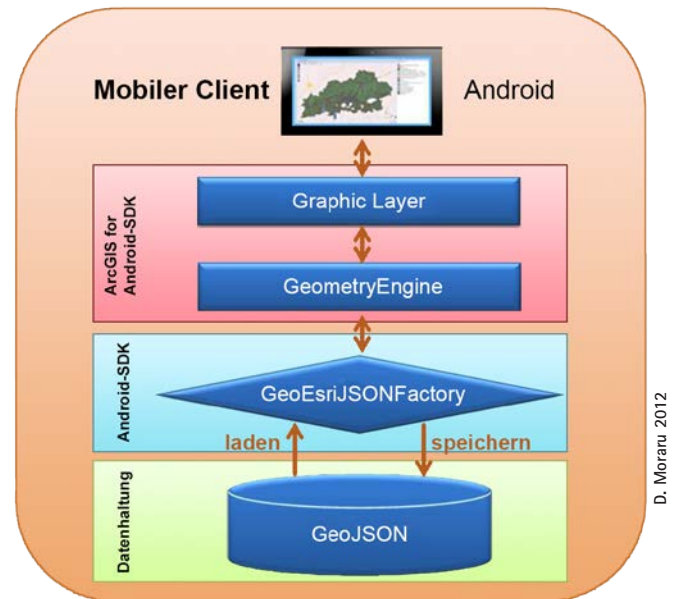 Mobiler Client
Android
ArcGIS for
Android-SDK
Graphic Layer
GeometryEngine
Android-SDK
GeoEsriJSONFactory
laden
speichern
Datenhaltung
GeoJSON
D. Moraru 2012